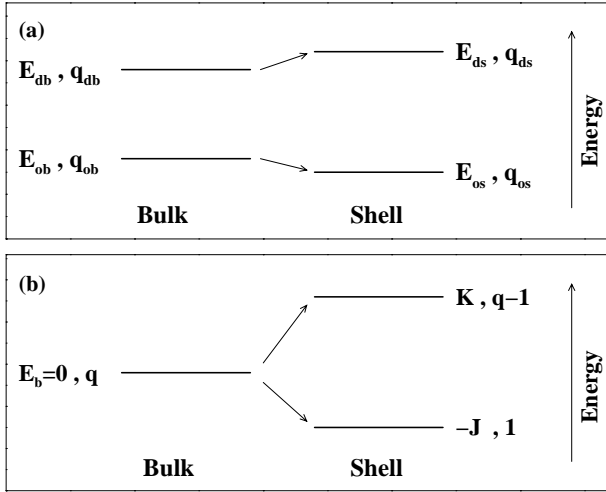 (a)
E_db , q_db
E_ds , q_ds
E_ob , q_ob
E_os , q_os
Bulk Shell
Energy
(b)
K , q−1
E_b=0 , q
−J , 1
Bulk Shell
Energy